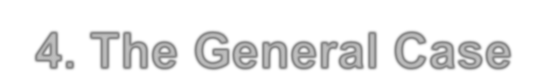 4. The General Case